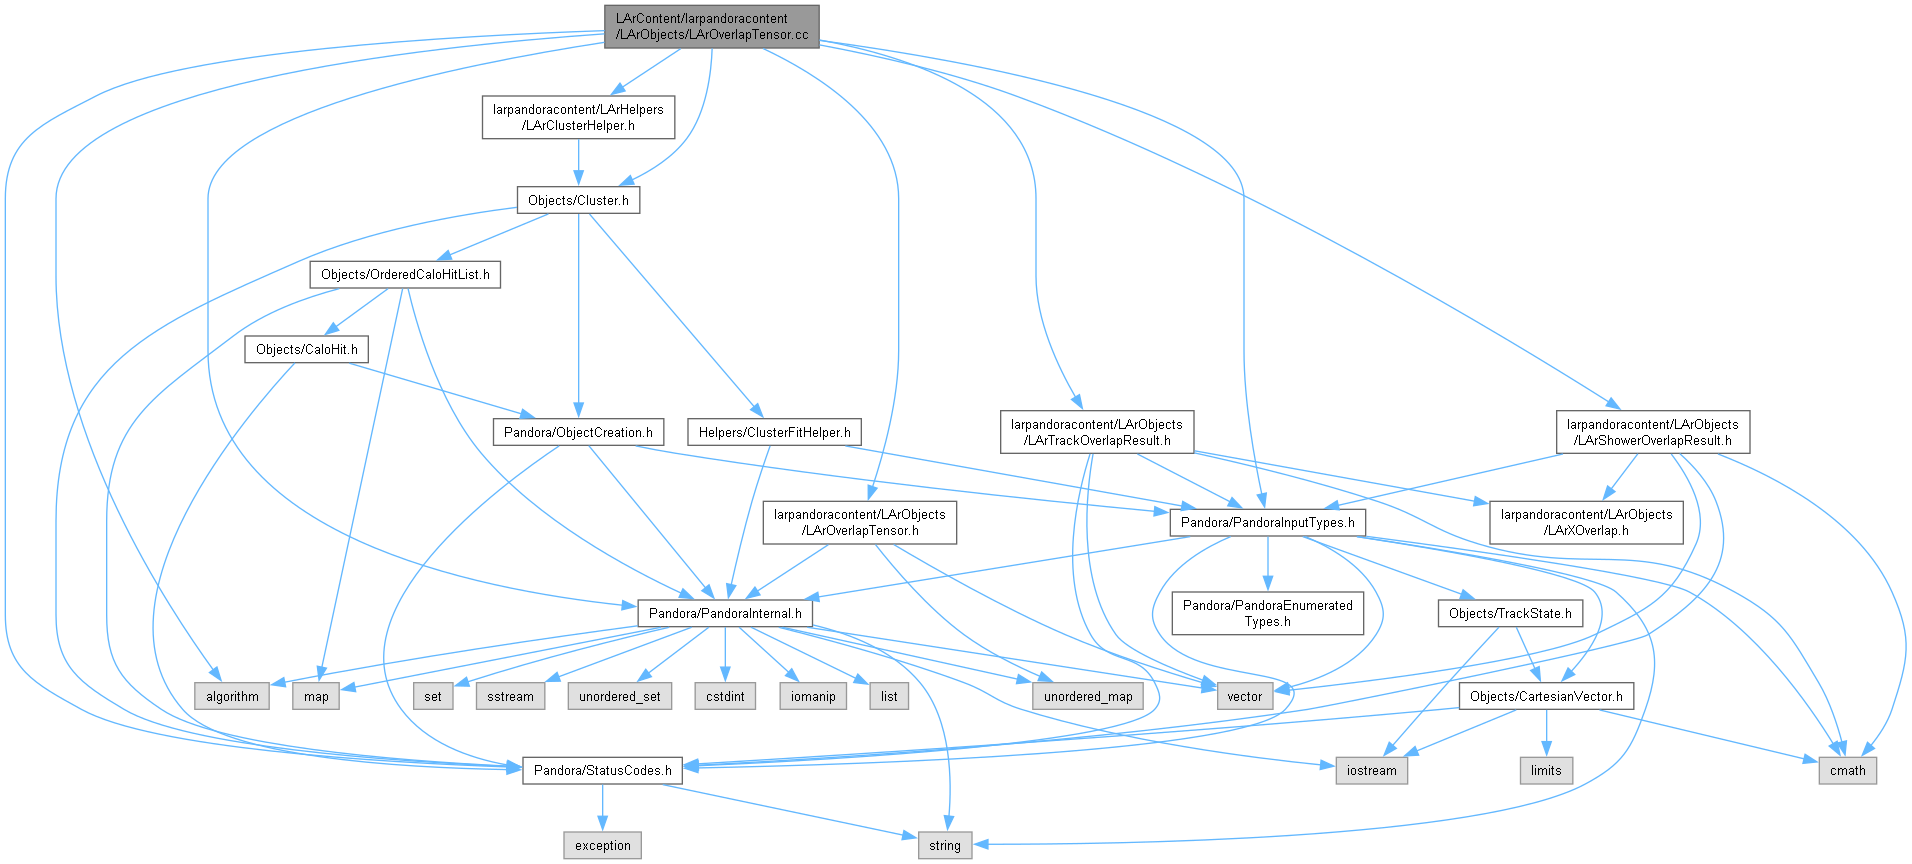 LArContent/larpandoracontent
/LArObjects/LArOverlapTensor.cc
larpandoracontent/LArHelpers
/LArClusterHelper.h
Objects/Cluster.h
Objects/OrderedCaloHitList.h
Objects/CaloHit.h
Pandora/ObjectCreation.h
Helpers/ClusterFitHelper.h
larpandoracontent/LArObjects
/LArTrackOverlapResult.h
larpandoracontent/LArObjects
/LArShowerOverlapResult.h
larpandoracontent/LArObjects
/LArOverlapTensor.h
Pandora/PandoraInputTypes.h
larpandoracontent/LArObjects
/LArXOverlap.h
Pandora/PandoraInternal.h
Pandora/PandoraEnumerated
Types.h
Objects/TrackState.h
algorithm
map
set
sstream
unordered_set
cstdint
iomanip
list
unordered_map
vector
Objects/CartesianVector.h
Pandora/StatusCodes.h
iostream
limits
cmath
exception
string